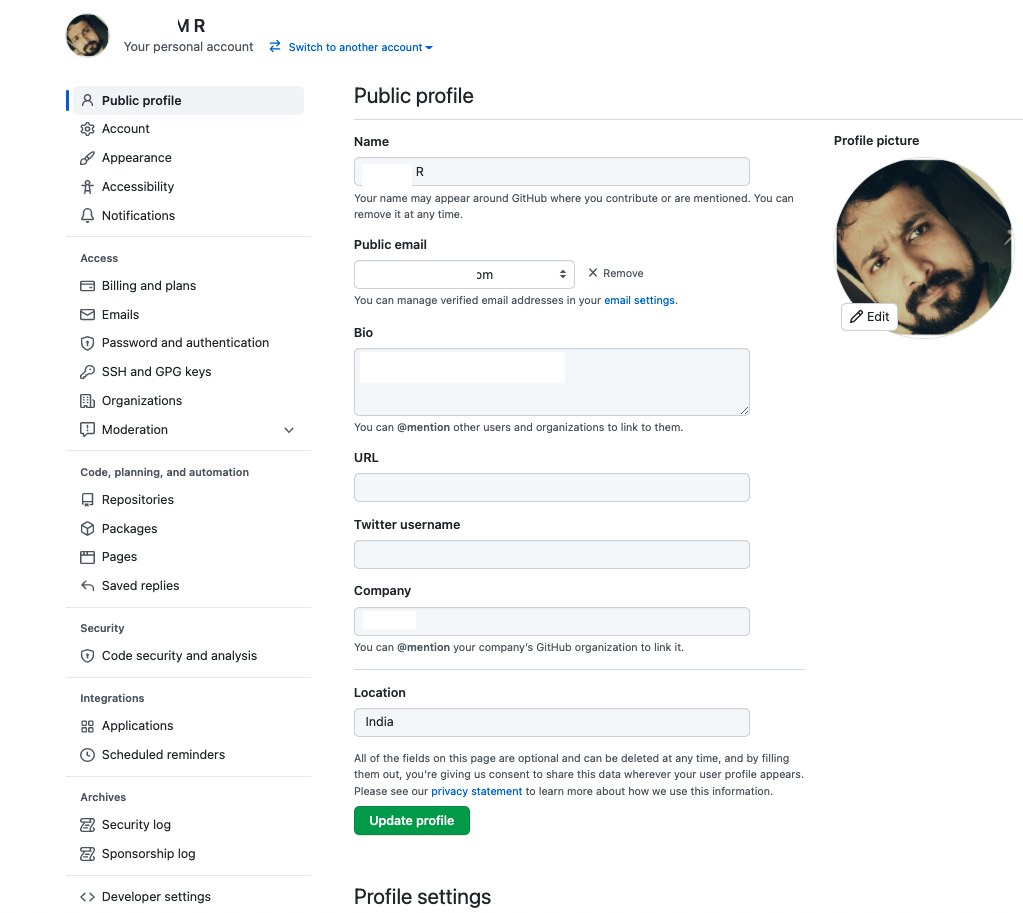 M R
Your personal account
Switch to another account
Public profile
Account
Appearance
Accessibility
Notifications
Access
Billing and plans
Emails
Password and authentication
SSH and GPG keys
Organizations
Moderation
Code, planning, and automation
Repositories
Packages
Pages
Saved replies
Security
Code security and analysis
Integrations
Applications
Scheduled reminders
Archives
Security log
Sponsorship log
Developer settings
Public profile
Name
R
Your name may appear around GitHub where you contribute or are mentioned. You can
remove it at any time.
Public email
om
Remove
You can manage verified email addresses in your email settings.
Bio
You can @mention other users and organizations to link to them.
URL
Twitter username
Company
You can @mention your company's GitHub organization to link it.
Location
India
All of the fields on this page are optional and can be deleted at any time, and by filling
them out, you're giving us consent to share this data wherever your user profile appears.
Please see our privacy statement to learn more about how we use this information.
Update profile
Profile settings
Profile picture
Edit